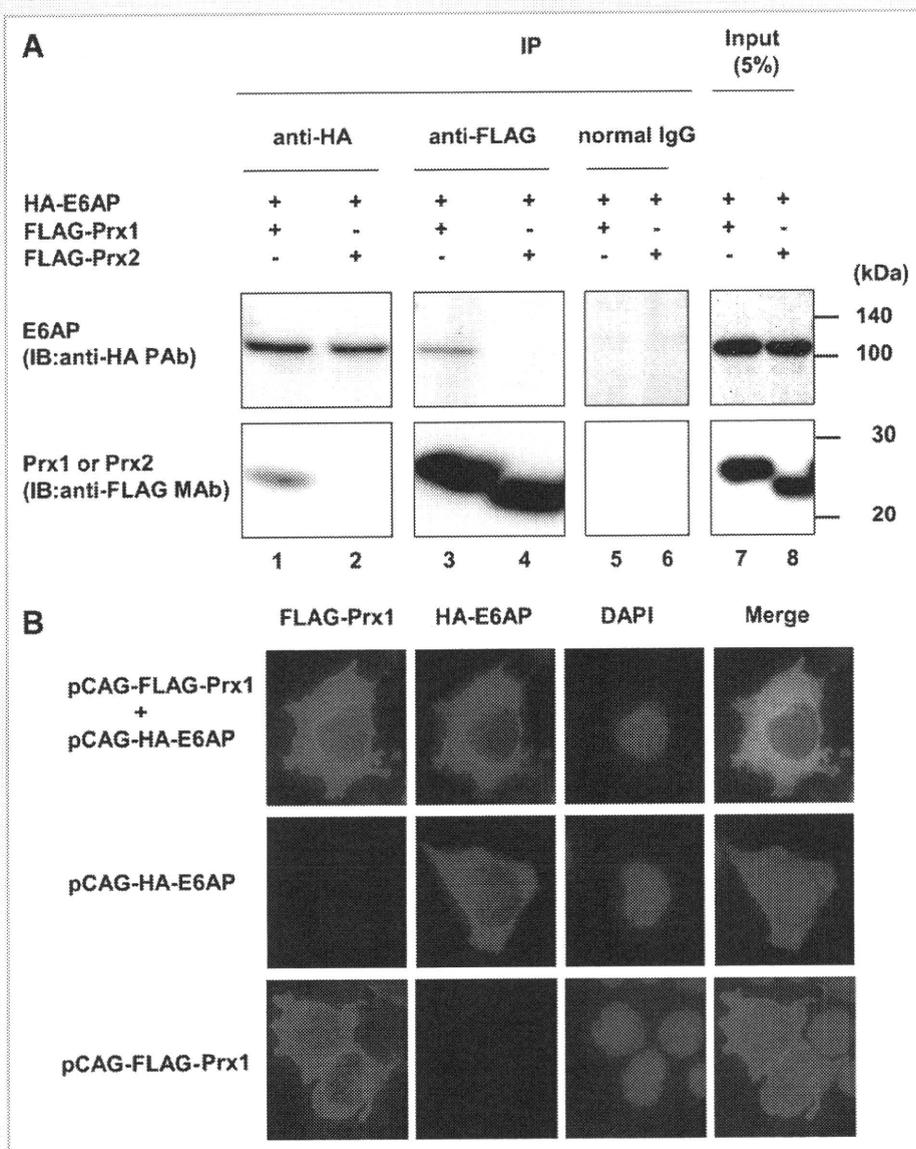 A
IP
Input
(5%)
anti-HA anti-FLAG normal IgG
HA-E6AP + + + + + + + +
FLAG-Prx1 + - + - + - + -
FLAG-Prx2 - + - + - + - +
(kDa)
E6AP
(IB:anti-HA PAb)
140
100
Prx1 or Prx2
(IB:anti-FLAG MAb)
30
20
1 2 3 4 5 6 7 8
B
FLAG-Prx1 HA-E6AP DAPI Merge
pCAG-FLAG-Prx1
+
pCAG-HA-E6AP
pCAG-HA-E6AP
pCAG-FLAG-Prx1